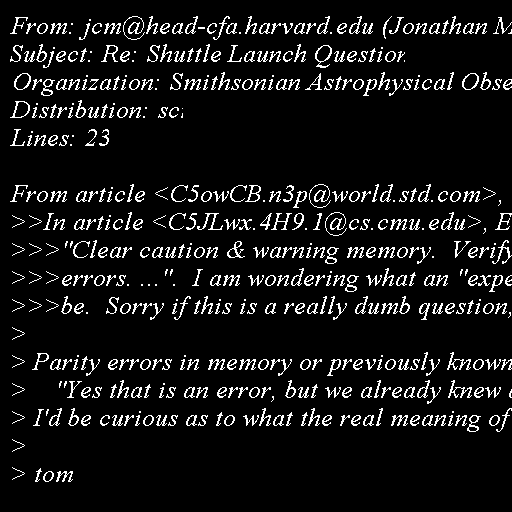 From: jcm@head-cfa.harvard.edu (Jonathan M
Subject: Re: Shuttle Launch Question
Organization: Smithsonian Astrophysical Obse
Distribution: sci
Lines: 23

From article <C5owCB.n3p@world.std.com>,
>>In article <C5JLwx.4H9.1@cs.cmu.edu>, E
>>>"Clear caution & warning memory.  Verify
>>>errors. ...".  I am wondering what an "expe
>>>be.  Sorry if this is a really dumb question,
>
> Parity errors in memory or previously known
>    "Yes that is an error, but we already knew
> I'd be curious as to what the real meaning of
>
> tom